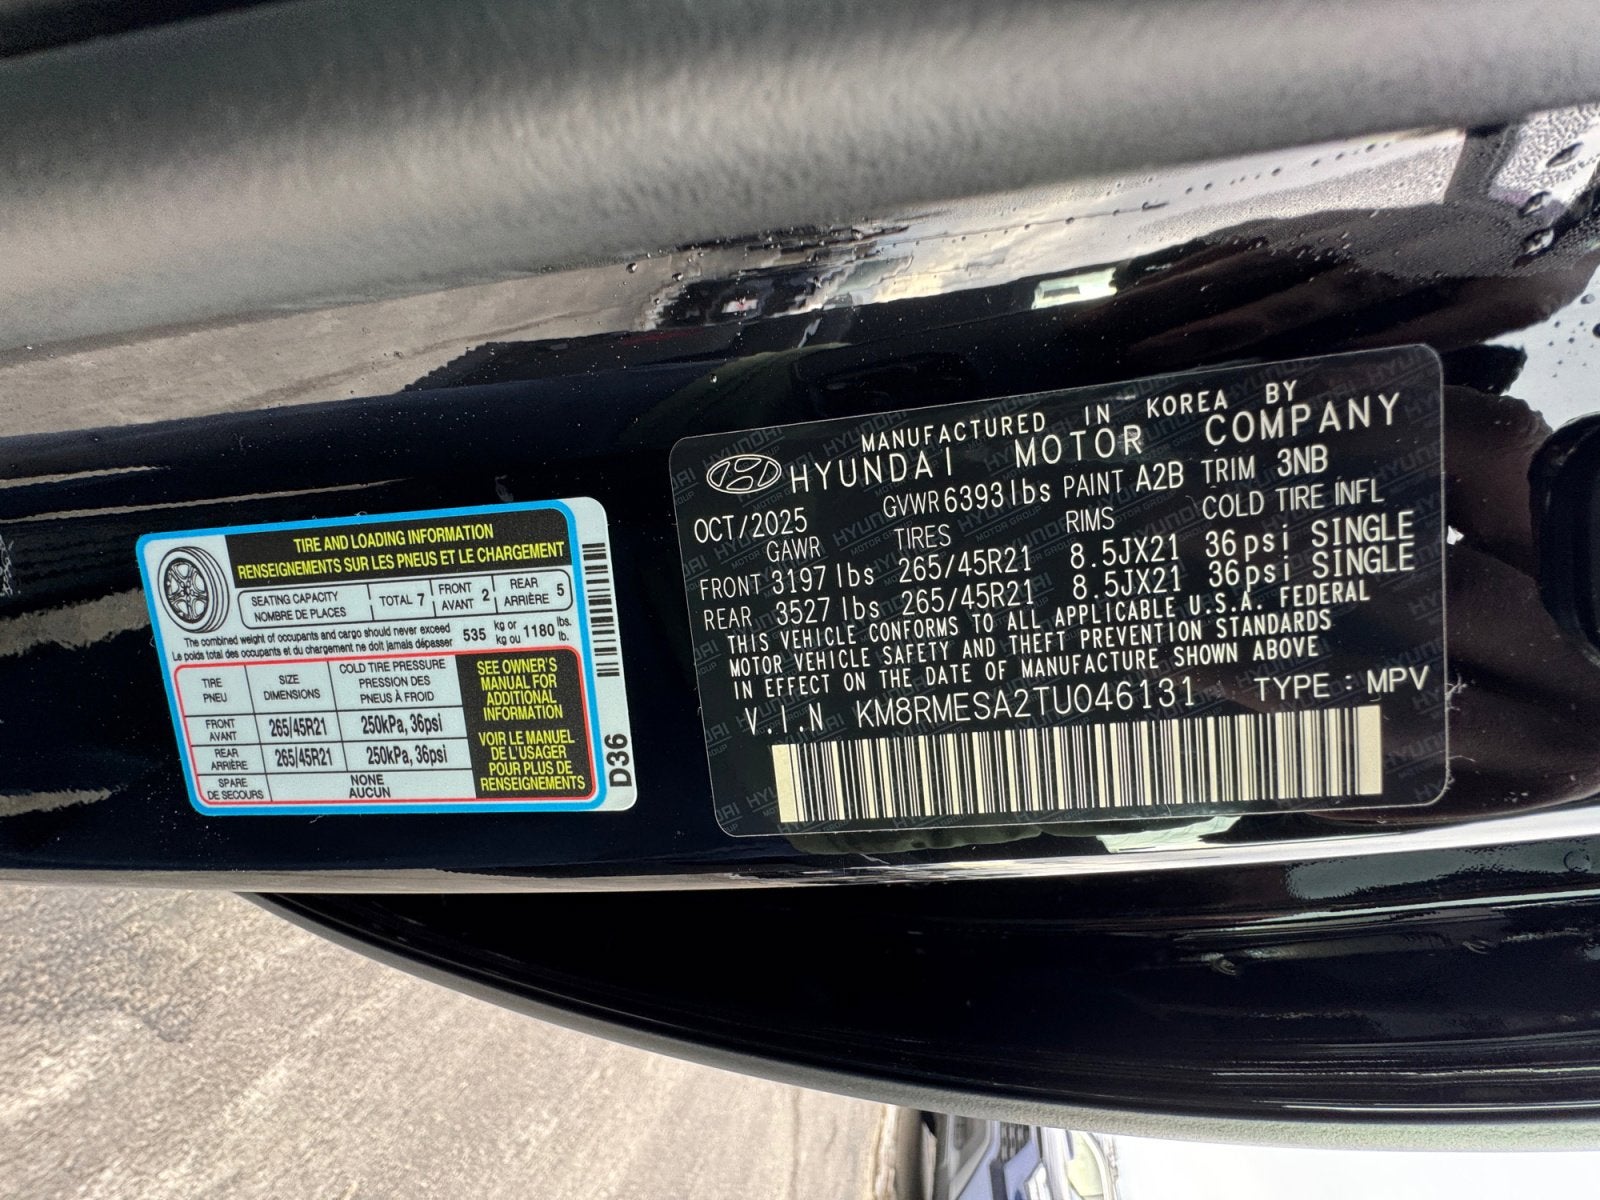 TIRE AND LOADING INFORMATION
RENSEIGNEMENTS SUR LES PNEUS ET LE CHARGEMENT
SEATING CAPACITY
NOMBRE DE PLACES
TOTAL 7
FRONT
AVANT 2
REAR
ARRIÈRE 5
The combined weight of occupants and cargo should never exceed
Le poids total des occupants et du chargement ne doit jamais dépasser
535 kg or
kg ou 1180 lbs.
lb.
TIRE
PNEU
SIZE
DIMENSIONS
COLD TIRE PRESSURE
PRESSION DES
PNEUS À FROID
FRONT
AVANT
265/45R21
250kPa, 36psi
REAR
ARRIÈRE
265/45R21
250kPa, 36psi
SPARE
DE SECOURS
NONE
AUCUN
SEE OWNER'S
MANUAL FOR
ADDITIONAL
INFORMATION
VOIR LE MANUEL
DE L'USAGER
POUR PLUS DE
RENSEIGNEMENTS
D36
MANUFACTURED IN KOREA BY
HYUNDAI MOTOR COMPANY
OCT/2025 GVWR 6393lbs PAINT A2B TRIM 3NB
GAWR TIRES RIMS COLD TIRE INFL
FRONT 3197lbs 265/45R21 8.5JX21 36psi SINGLE
REAR 3527lbs 265/45R21 8.5JX21 36psi SINGLE
THIS VEHICLE CONFORMS TO ALL APPLICABLE U.S.A. FEDERAL
MOTOR VEHICLE SAFETY AND THEFT PREVENTION STANDARDS
IN EFFECT ON THE DATE OF MANUFACTURE SHOWN ABOVE
V.I.N KM8RMESA2TU046131 TYPE : MPV